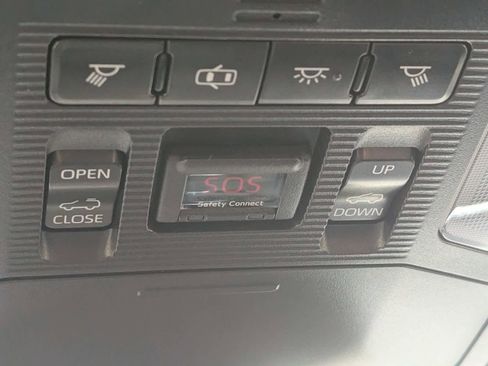 OPEN
CLOSE
SOS
Safety Connect
UP
DOWN